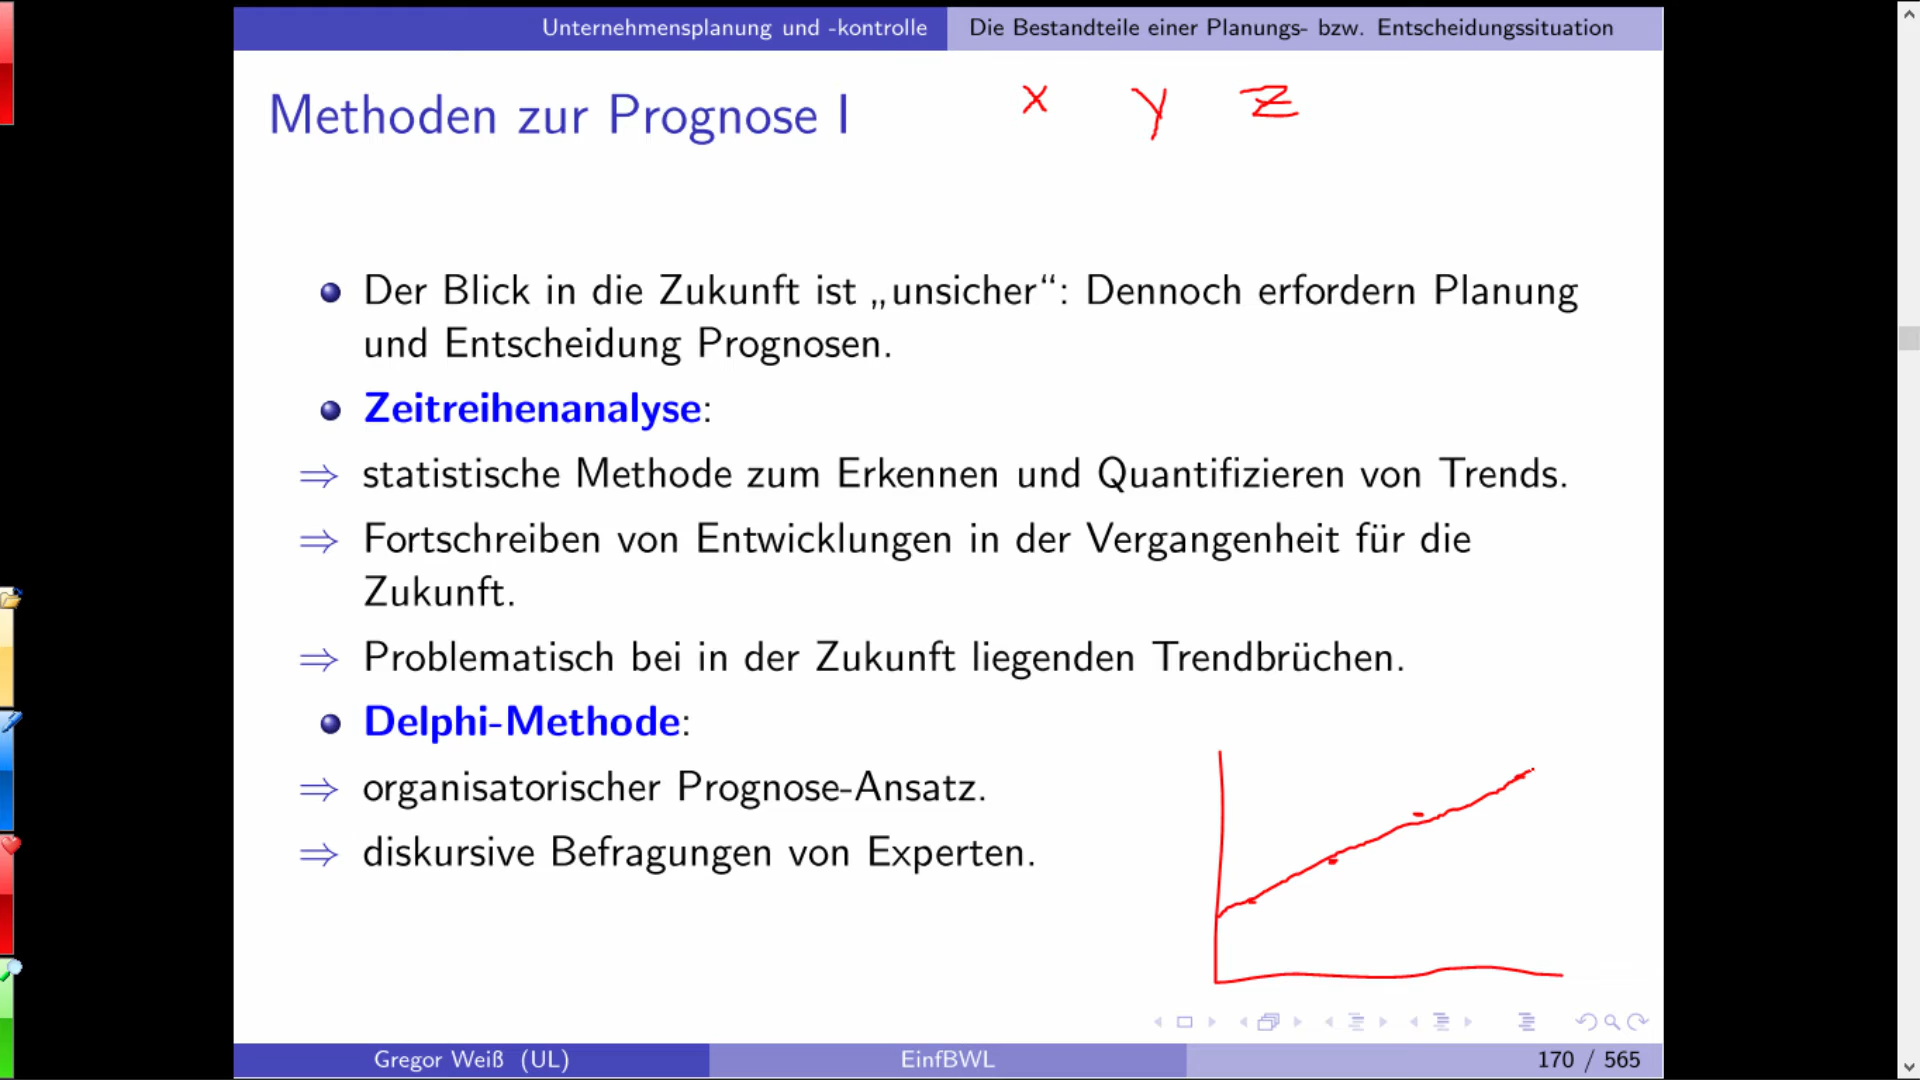 Unternehmensplanung und -kontrolle
Die Bestandteile einer Planungs- bzw. Entscheidungssituation
Methoden zur Prognose I
x y z
Der Blick in die Zukunft ist „unsicher“: Dennoch erfordern Planung
und Entscheidung Prognosen.
Zeitreihenanalyse:
⇒ statistische Methode zum Erkennen und Quantifizieren von Trends.
⇒ Fortschreiben von Entwicklungen in der Vergangenheit für die
Zukunft.
⇒ Problematisch bei in der Zukunft liegenden Trendbrüchen.
Delphi-Methode:
⇒ organisatorischer Prognose-Ansatz.
⇒ diskursive Befragungen von Experten.
Gregor Weiß (UL)
EinfBWL
170 / 565